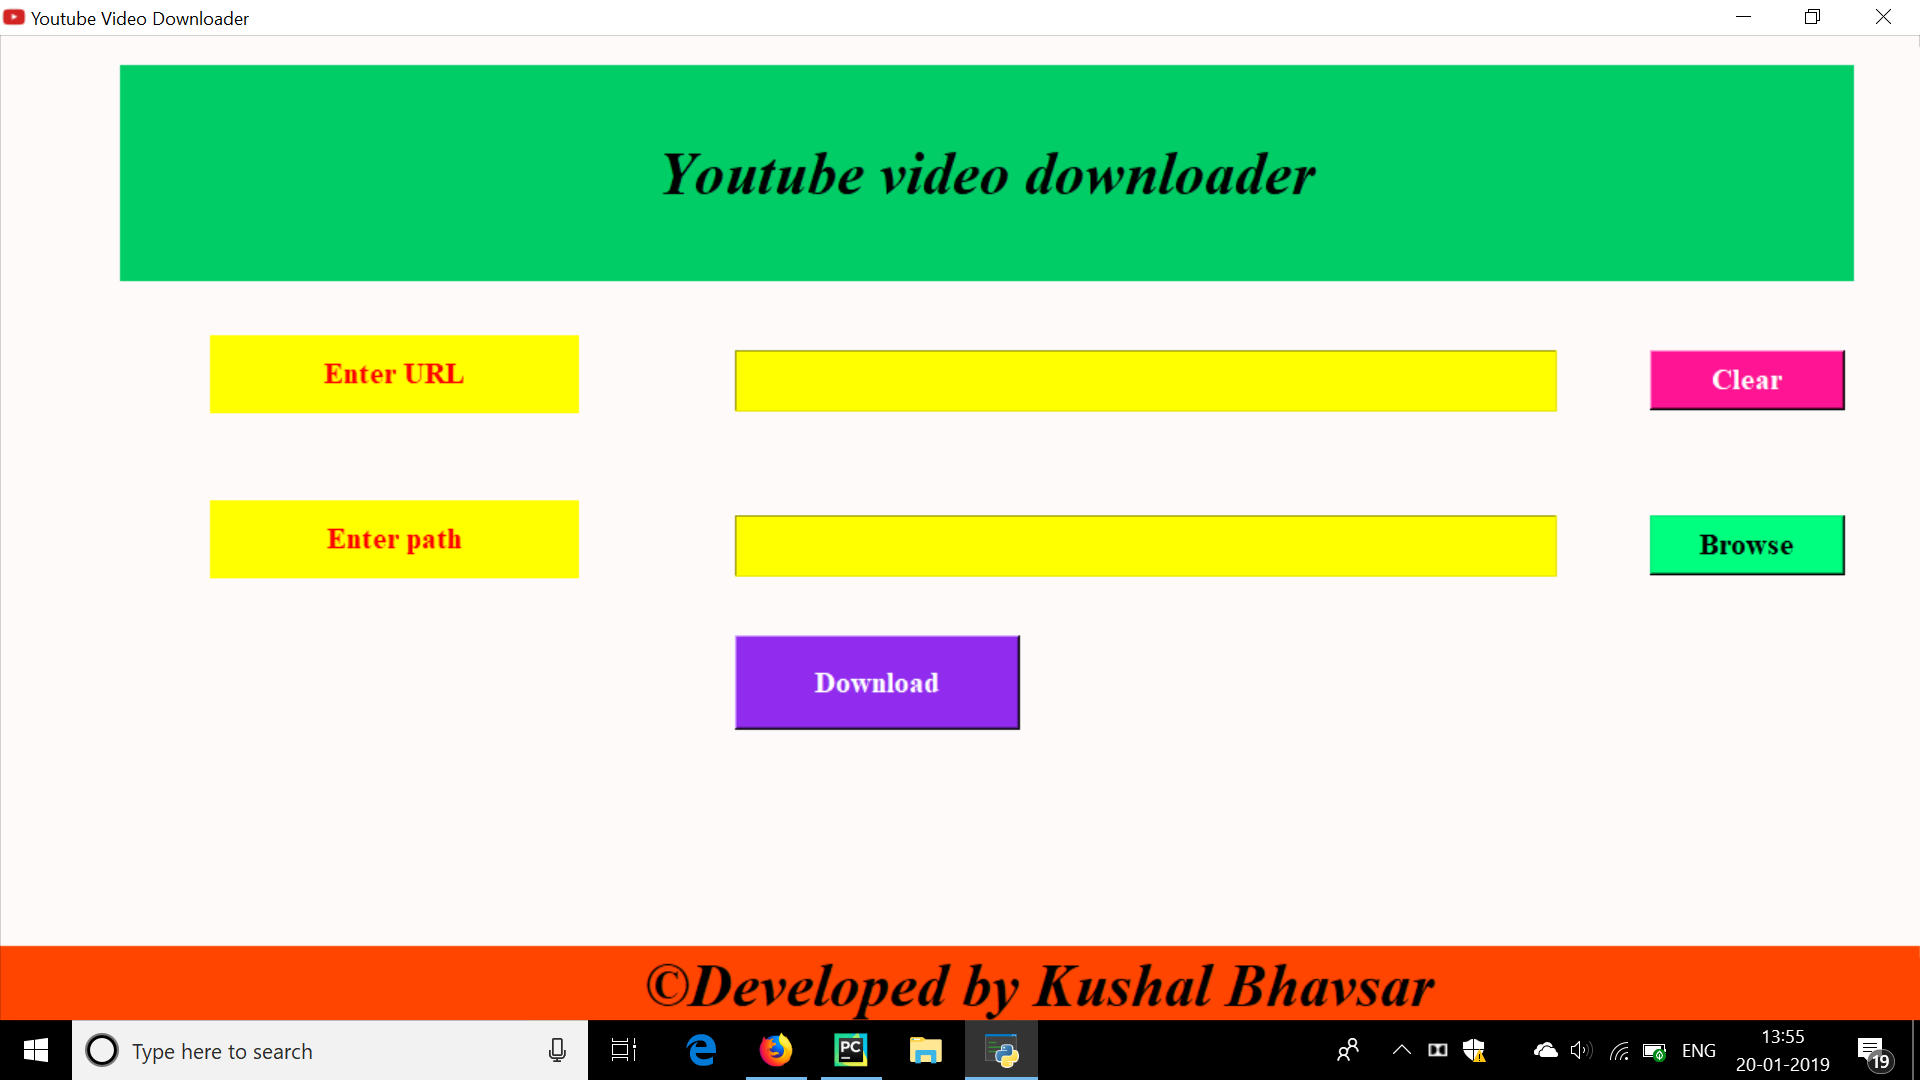 Youtube Video Downloader
Youtube video downloader
Enter URL
Clear
Enter path
Browse
Download
©Developed by Kushal Bhavsar
Type here to search
PC
ENG
13:55
20-01-2019
19